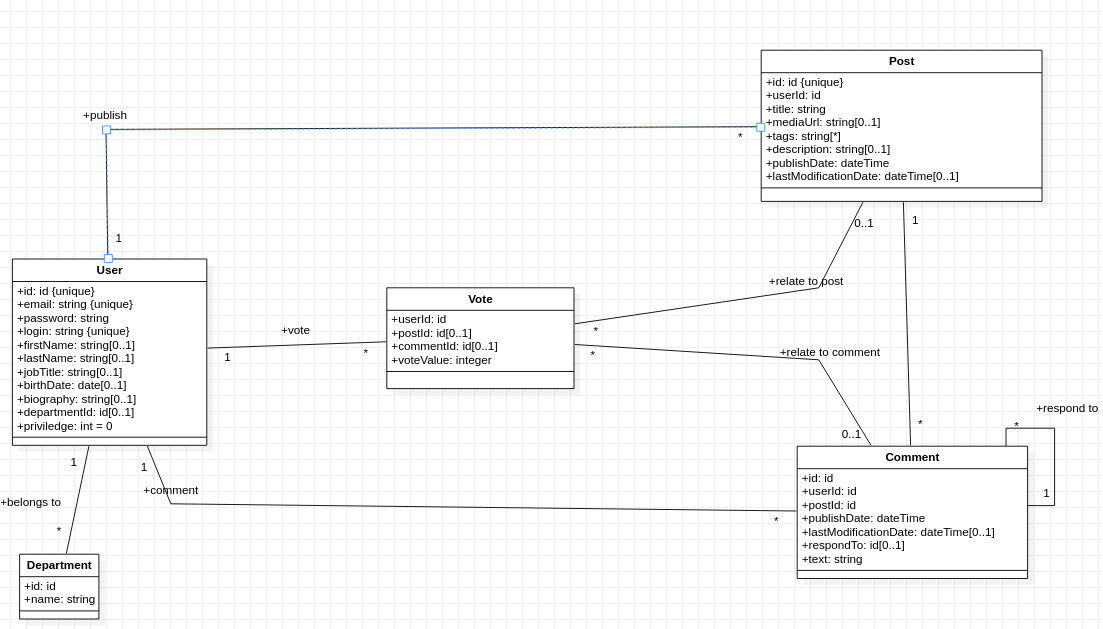 Post
+id: id {unique}
+userId: id
+title: string
+mediaUrl: string[0..1]
+tags: string[*]
+description: string[0..1]
+publishDate: dateTime
+lastModificationDate: dateTime[0..1]
+publish
*
1
0..1
1
User
+id: id {unique}
+email: string {unique}
+password: string
+login: string {unique}
+firstName: string[0..1]
+lastName: string[0..1]
+jobTitle: string[0..1]
+birthDate: date[0..1]
+biography: string[0..1]
+departmentId: id[0..1]
+priviledge: int = 0
+vote
1
*
Vote
+userId: id
+postId: id[0..1]
+commentId: id[0..1]
+voteValue: integer
+relate to post
*
*
+relate to comment
0..1
*
+respond to
*
1
Comment
+id: id
+userId: id
+postId: id
+publishDate: dateTime
+lastModificationDate: dateTime[0..1]
+respondTo: id[0..1]
+text: string
1
1
+comment
*
+belongs to
*
Department
+id: id
+name: string